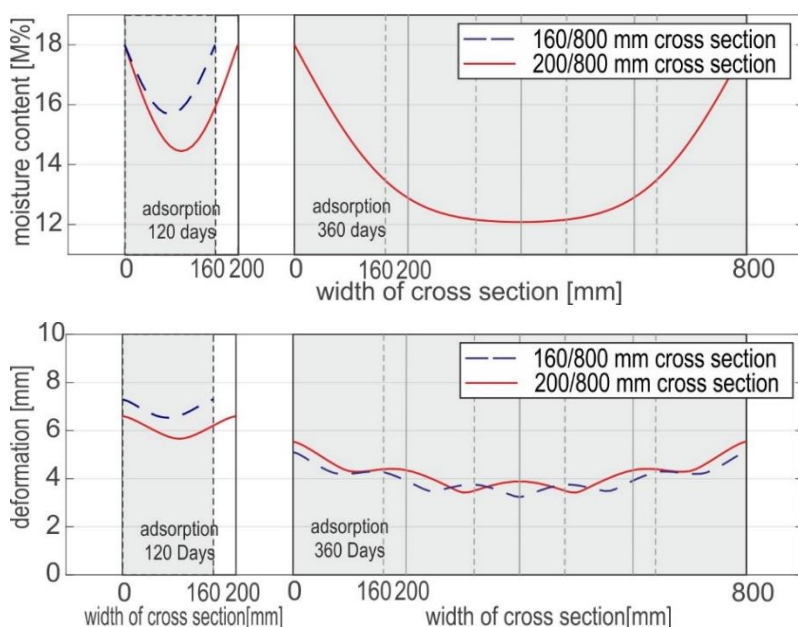 moisture content [M%]
18
16
14
12
160/800 mm cross section
200/800 mm cross section
adsorption
120 days
adsorption
360 days
0
160
200
0
160
200
800
width of cross section [mm]
deformation [mm]
10
8
6
4
2
0
160/800 mm cross section
200/800 mm cross section
adsorption
120 Days
adsorption
360 Days
0
160
200
0
160
200
800
width of cross section[mm]
width of cross section[mm]